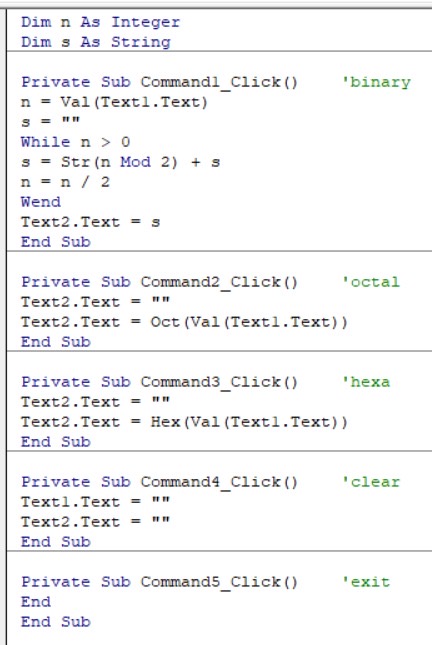 Dim n As Integer
Dim s As String
Private Sub Command1_Click() 'binary
n = Val(Text1.Text)
s = ""
While n > 0
s = Str(n Mod 2) + s
n = n / 2
Wend
Text2.Text = s
End Sub
Private Sub Command2_Click() 'octal
Text2.Text = ""
Text2.Text = Oct(Val(Text1.Text))
End Sub
Private Sub Command3_Click() 'hexa
Text2.Text = ""
Text2.Text = Hex(Val(Text1.Text))
End Sub
Private Sub Command4_Click() 'clear
Text1.Text = ""
Text2.Text = ""
End Sub
Private Sub Command5_Click() 'exit
End
End Sub